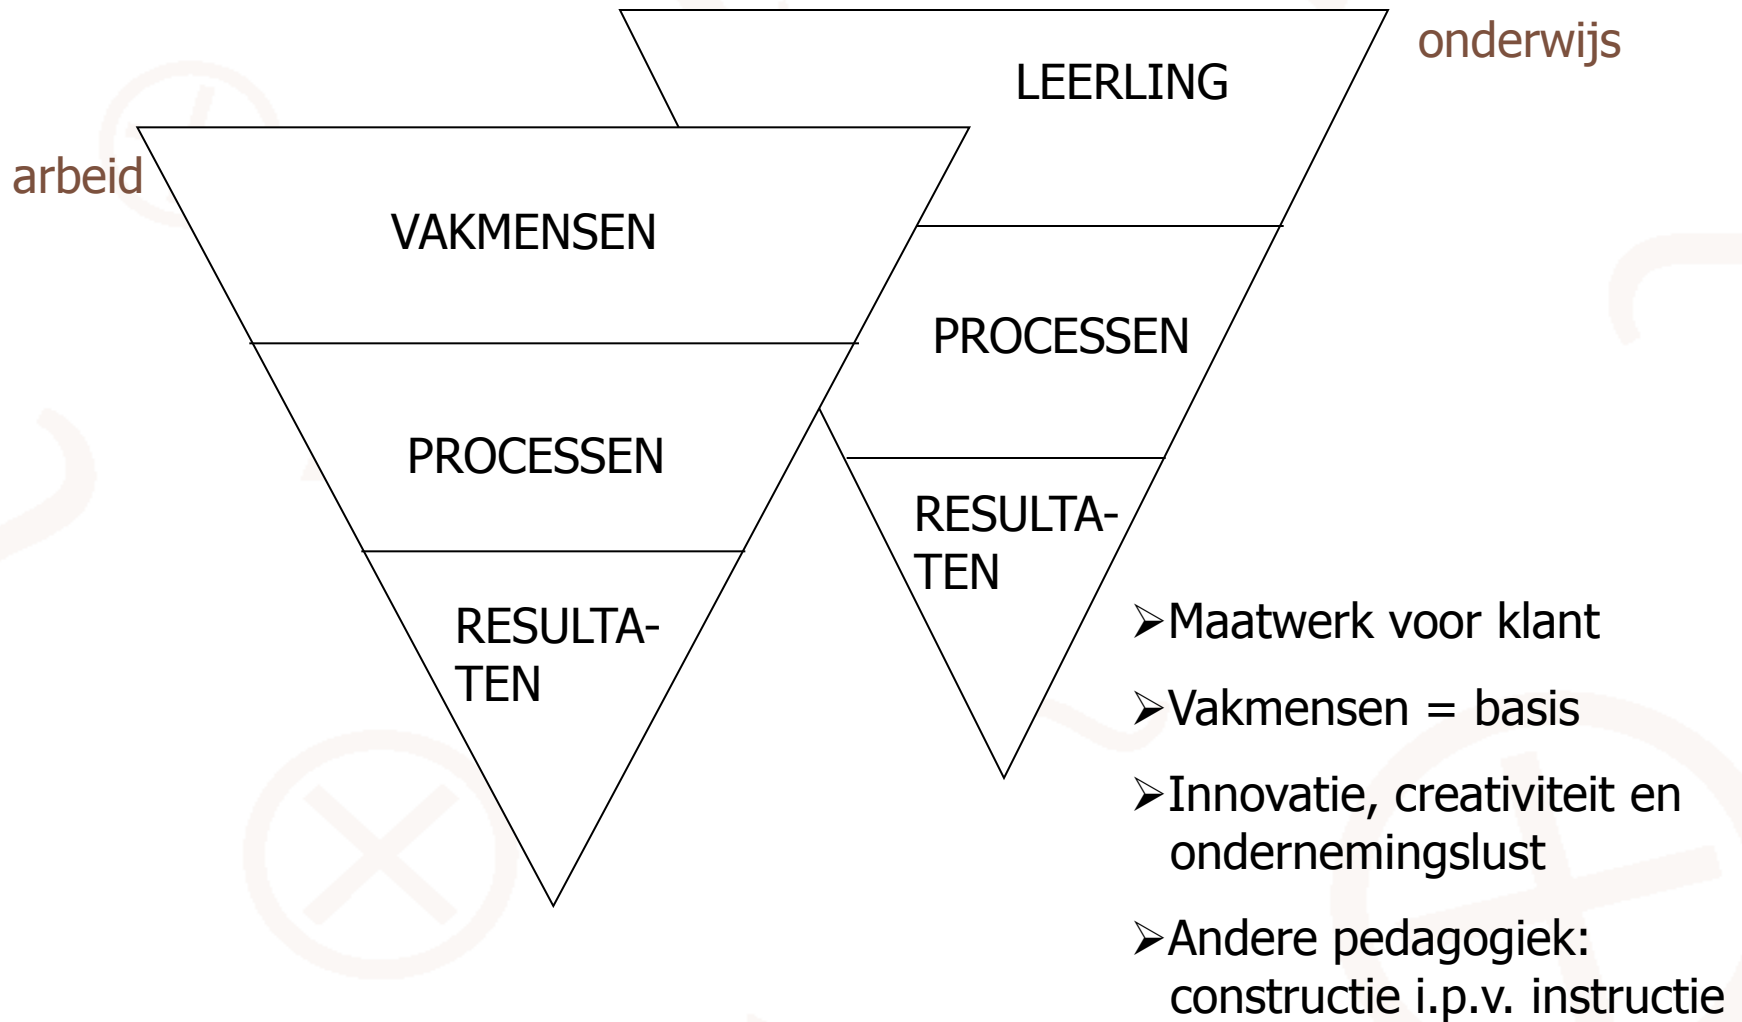 onderwijs
LEERLING
arbeid
VAKMENSEN
PROCESSEN
PROCESSEN
RESULTA-
TEN
RESULTA-
TEN
➢Maatwerk voor klant
➢Vakmensen = basis
➢Innovatie, creativiteit en
ondernemingslust
➢Andere pedagogiek:
constructie i.p.v. instructie